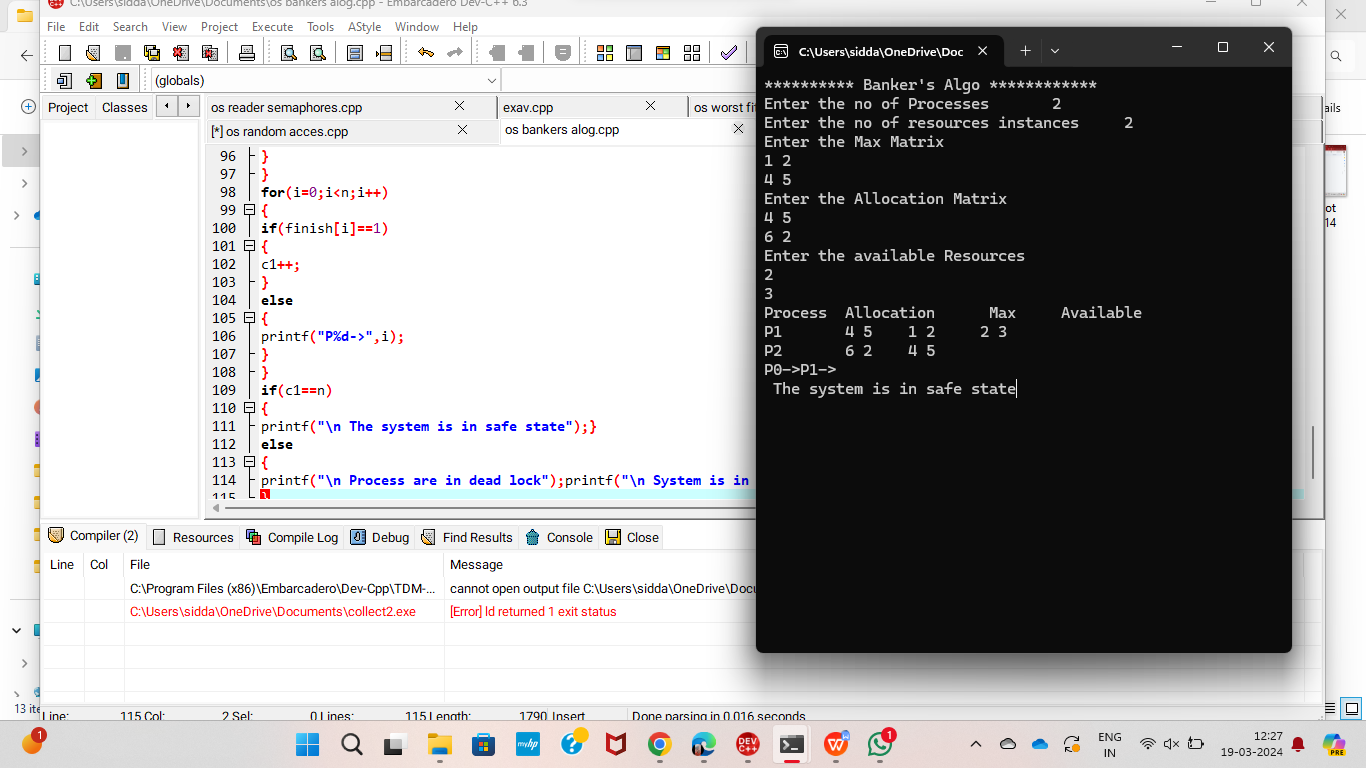 C:\Users\sidda\OneDrive\Documents\os bankers alog.cpp - Embarcadero Dev-C++ 6.3
File Edit Search View Project Execute Tools AStyle Window Help
(globals)
Project Classes
os reader semaphores.cpp
exav.cpp
os worst
[*] os random acces.cpp
os bankers alog.cpp
96 }
97 }
98 for(i=0;i<n;i++)
99 {
100 if(finish[i]==1)
101 {
102 c1++;
103 }
104 else
105 {
106 printf("P%d->",i);
107 }
108 }
109 if(c1==n)
110 {
111 printf("\n The system is in safe state");}
112 else
113 {
114 printf("\n Process are in dead lock");printf("\n System is in
115 }
C:\Users\sidda\OneDrive\Doc
********** Banker's Algo ************
Enter the no of Processes 2
Enter the no of resources instances 2
Enter the Max Matrix
1 2
4 5
Enter the Allocation Matrix
4 5
6 2
Enter the available Resources
2
3
Process Allocation Max Available
P1 4 5 1 2 2 3
P2 6 2 4 5
P0->P1->
The system is in safe state
Compiler (2) Resources Compile Log Debug Find Results Console Close
Line Col File Message
C:\Program Files (x86)\Embarcadero\Dev-Cpp\TDM-... cannot open output file C:\Users\sidda\OneDrive\Docu
C:\Users\sidda\OneDrive\Documents\collect2.exe [Error] ld returned 1 exit status
Line: 115 Col: 2 Sel: 0 Lines: 115 Length: 1790 Insert Done parsing in 0.016 seconds
ails
ot
14
13 ite
1
myhp
DEV C++
1
ENG
IN
12:27
19-03-2024
PRE